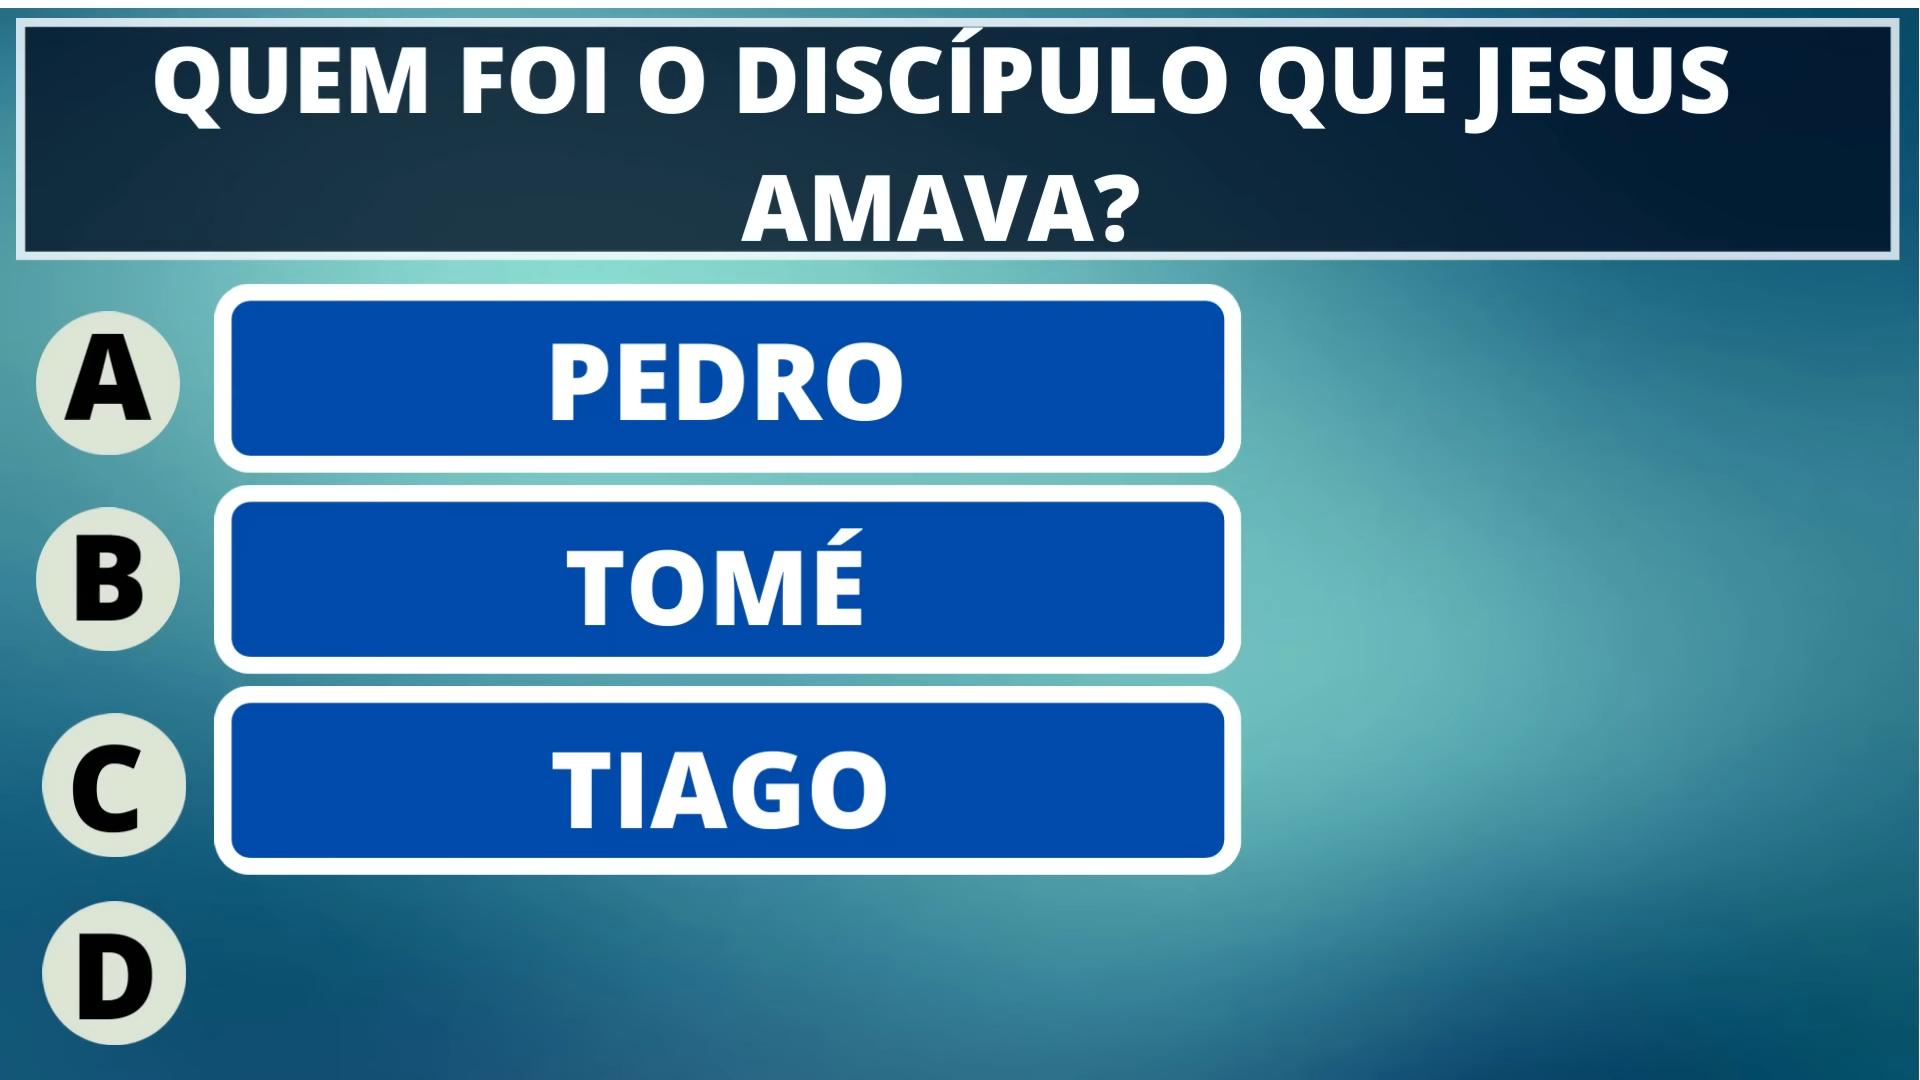 QUEM FOI O DISCÍPULO QUE JESUS
AMAVA?
A
PEDRO
B
TOMÉ
C
TIAGO
D